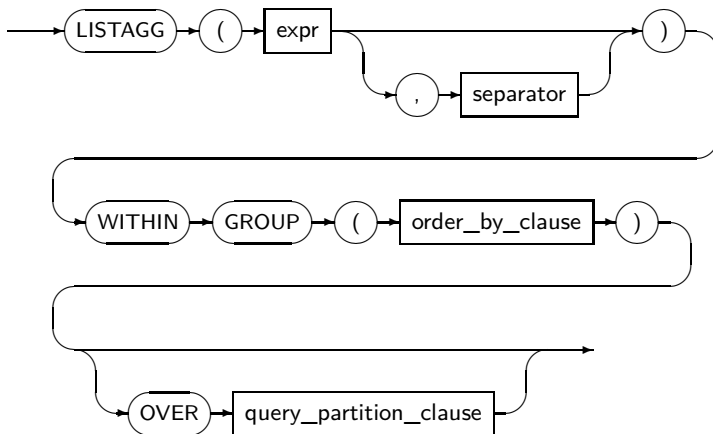 LISTAGG ( expr )
, separator
WITHIN GROUP ( order_by_clause )
OVER query_partition_clause